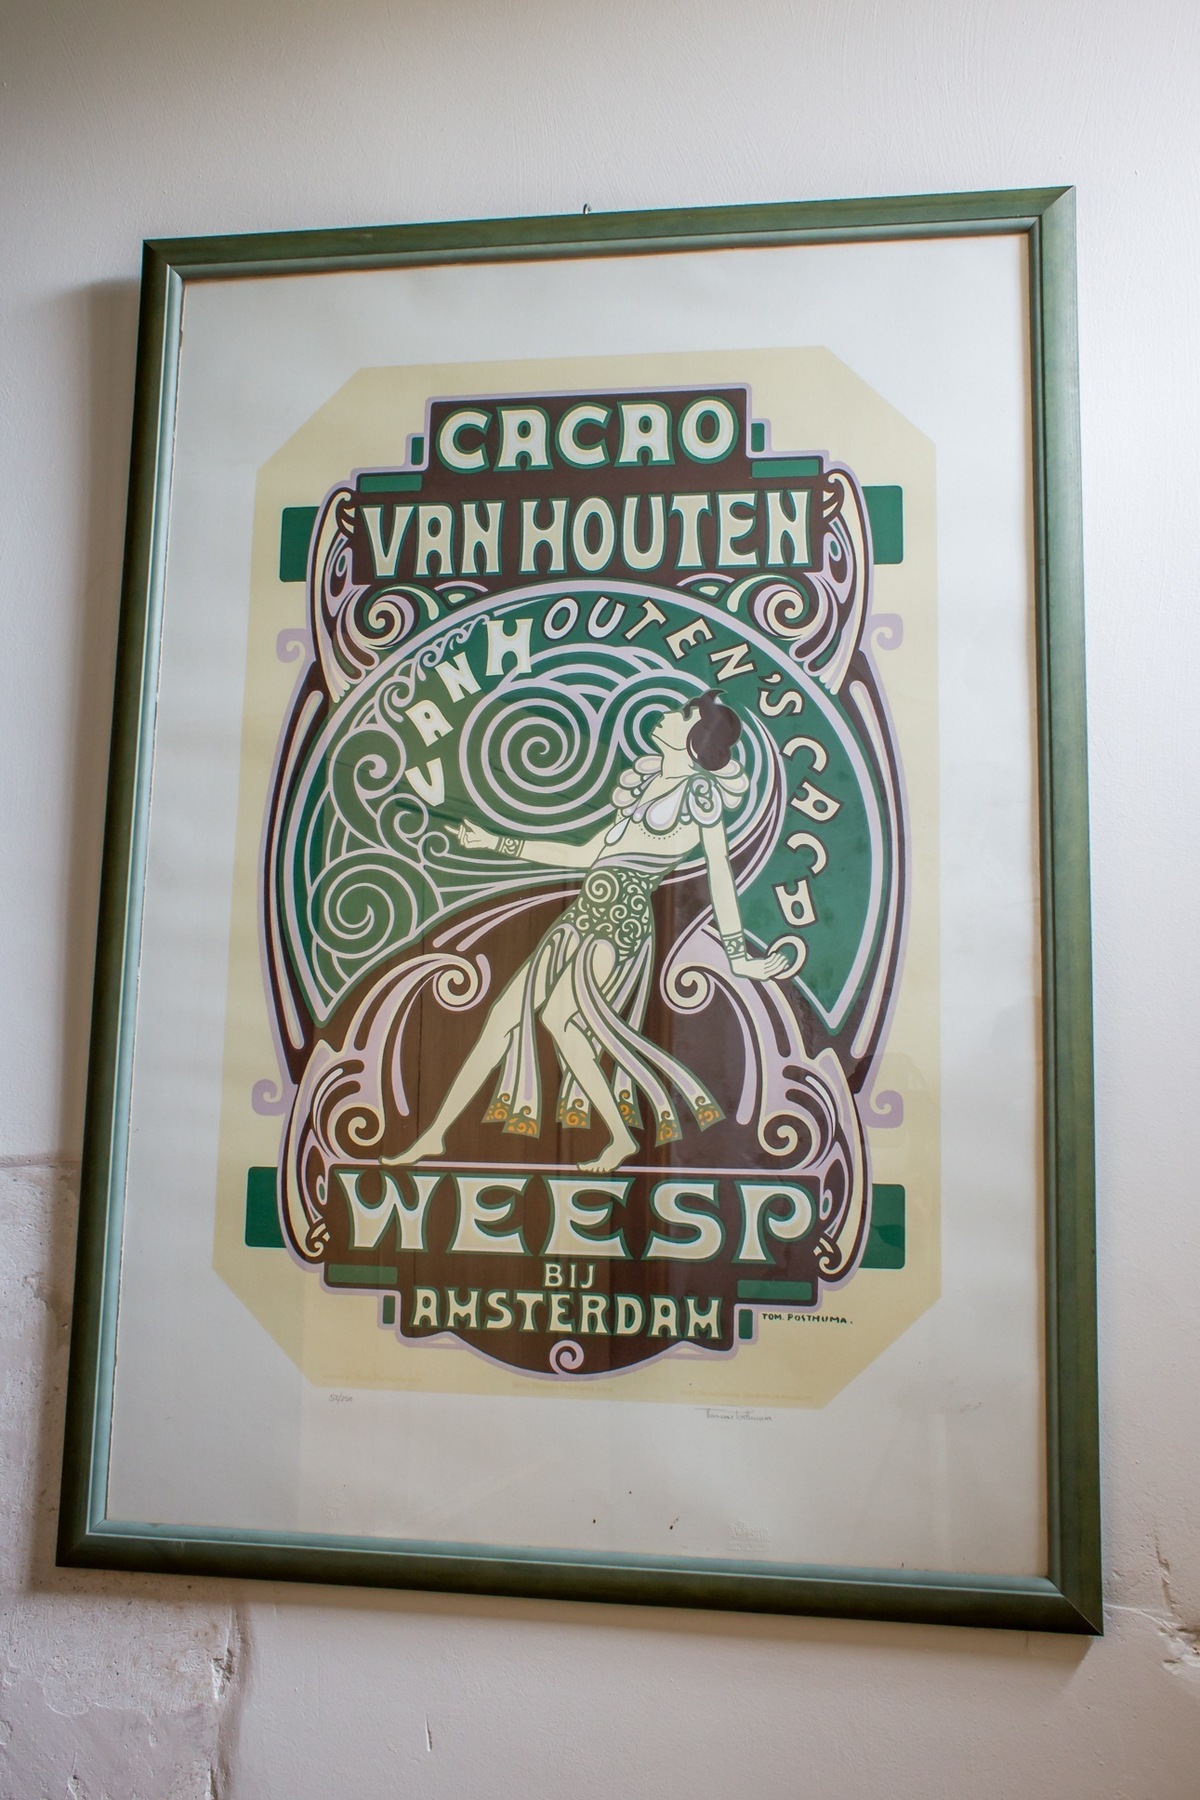 CACAO
VAN HOUTEN
VAN HOUTEN'S CACAO
WEESP
BIJ
AMSTERDAM
TOM. POSTHUMA.